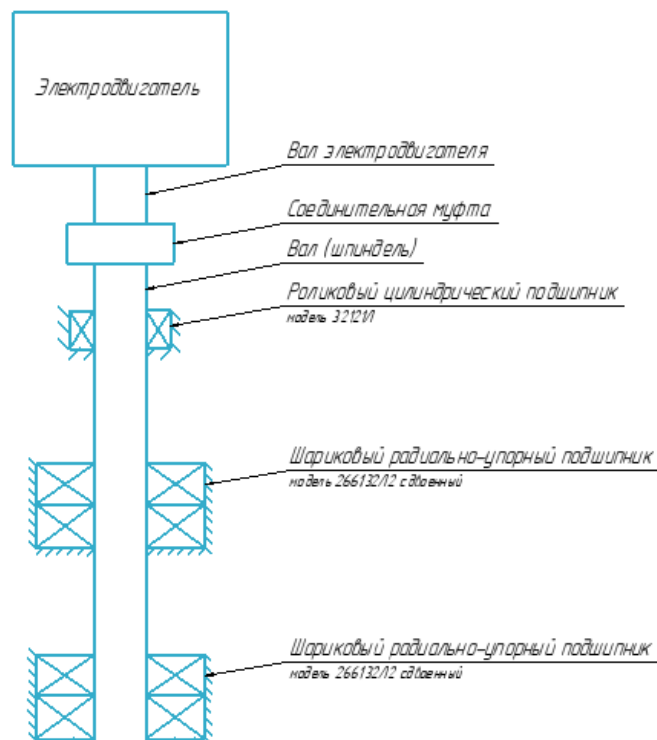 Электродвигатель
Вал электродвигателя
Соединительная муфта
Вал (шпиндель)
Роликовый цилиндрический подшипник
модель 32121Л
Шариковый радиально-упорный подшипник
модель 266132Л2 сдвоенный
Шариковый радиально-упорный подшипник
модель 266132Л2 сдвоенный